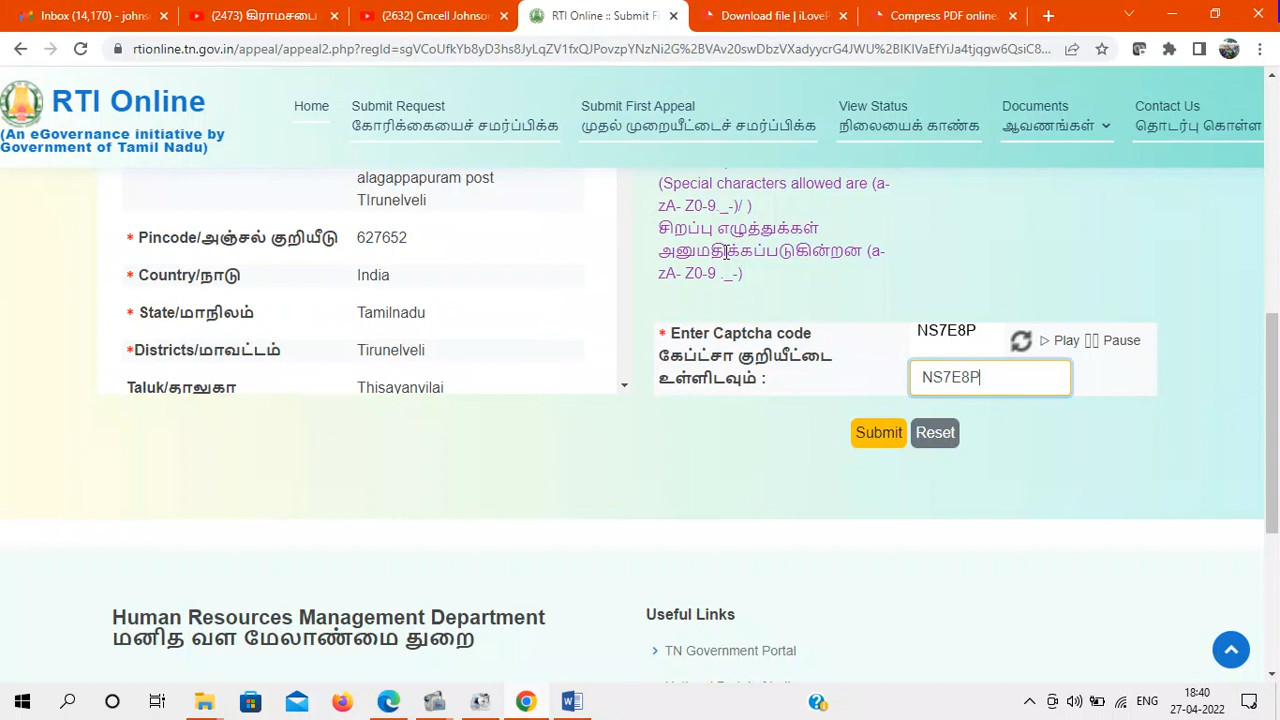 Inbox (14,170) - johns
(2473) கிராமசபை
(2632) Cmcell Johnson
RTI Online :: Submit Fi
Download file | iLoveP
Compress PDF online.
rtionline.tn.gov.in/appeal/appeal2.php?regId=sgVCoUfkYb8yD3hs8JyLqZV1fxQJPovzpYNzNi2G%2BVAv20swDbzVXadyycrG4JWU%2BIKIVaEfYiJa4tjqgw6QsiC8...
RTI Online
(An eGovernance initiative by
Government of Tamil Nadu)
Home
Submit Request
கோரிக்கையைச் சமர்ப்பிக்க
Submit First Appeal
முதல் முறையீட்டைச் சமர்ப்பிக்க
View Status
நிலையைக் காண்க
Documents
ஆவணங்கள்
Contact Us
தொடர்பு கொள்ள
alagappapuram post
TIrunelveli
* Pincode/அஞ்சல் குறியீடு 627652
* Country/நாடு India
* State/மாநிலம் Tamilnadu
*Districts/மாவட்டம் Tirunelveli
Taluk/தாலுகா Thisayanvilai
(Special characters allowed are (a-
zA- Z0-9._-)/ )
சிறப்பு எழுத்துக்கள்
அனுமதிக்கப்படுகின்றன (a-
zA- Z0-9 ._-)
* Enter Captcha code
கேப்ட்சா குறியீட்டை
உள்ளிடவும் :
NS7E8P
Play Pause
NS7E8P
Submit Reset
Human Resources Management Department
மனித வள மேலாண்மை துறை
Useful Links
TN Government Portal
ENG
18:40
27-04-2022